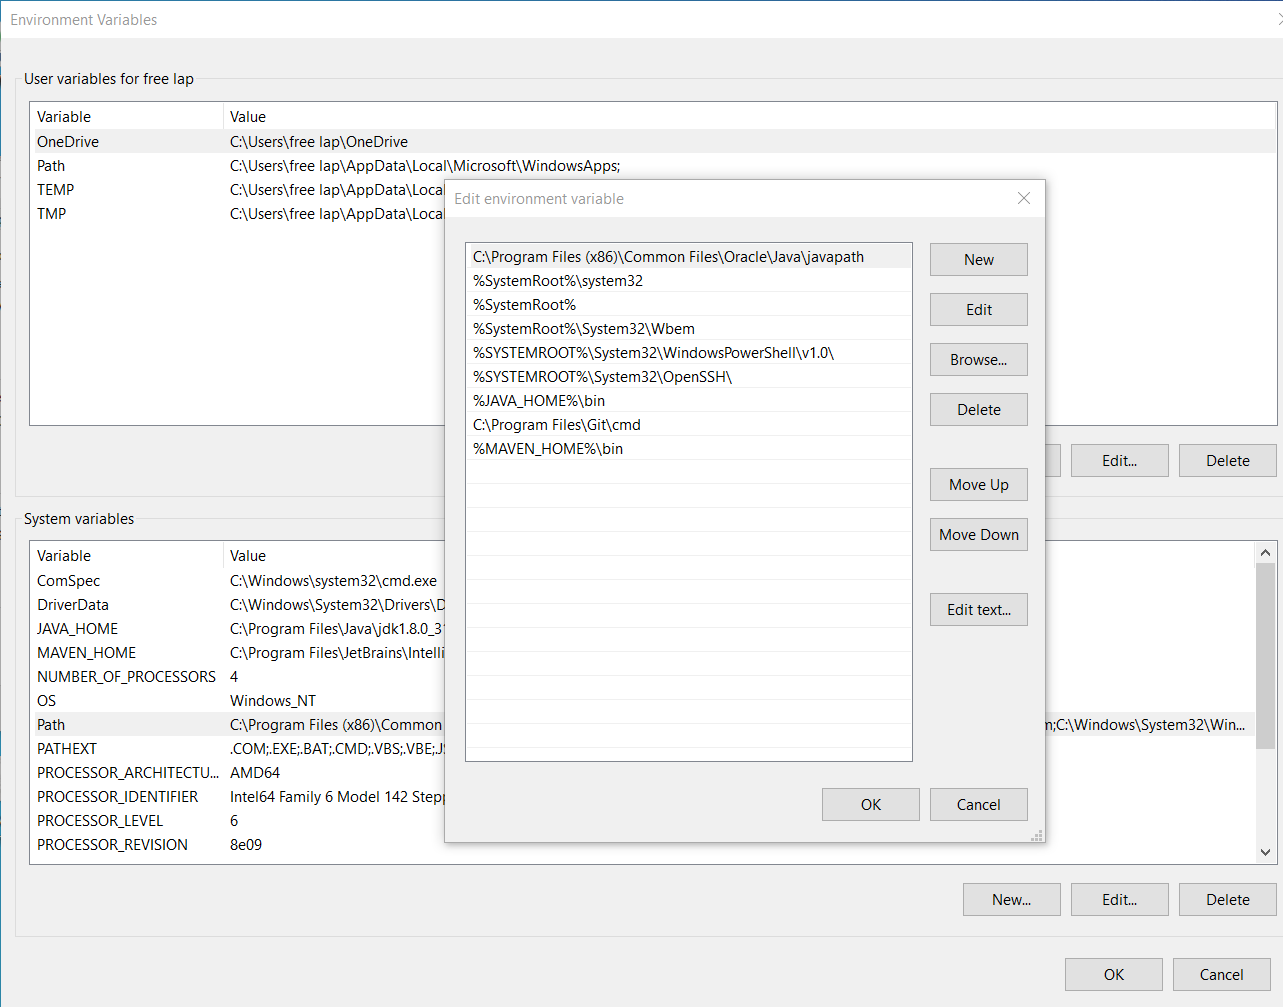 Environment Variables
User variables for free lap
Variable Value
OneDrive C:\Users\free lap\OneDrive
Path C:\Users\free lap\AppData\Local\Microsoft\WindowsApps;
TEMP C:\Users\free lap\AppData\Local
TMP C:\Users\free lap\AppData\Local
Edit... Delete
Edit environment variable
C:\Program Files (x86)\Common Files\Oracle\Java\javapath
%SystemRoot%\system32
%SystemRoot%
%SystemRoot%\System32\Wbem
%SYSTEMROOT%\System32\WindowsPowerShell\v1.0\
%SYSTEMROOT%\System32\OpenSSH\
%JAVA_HOME%\bin
C:\Program Files\Git\cmd
%MAVEN_HOME%\bin
New
Edit
Browse...
Delete
Move Up
Move Down
Edit text...
OK Cancel
System variables
Variable Value
ComSpec C:\Windows\system32\cmd.exe
DriverData C:\Windows\System32\Drivers\D
JAVA_HOME C:\Program Files\Java\jdk1.8.0_31
MAVEN_HOME C:\Program Files\JetBrains\Intelli
NUMBER_OF_PROCESSORS 4
OS Windows_NT
Path C:\Program Files (x86)\Common m;C:\Windows\System32\Win...
PATHEXT .COM;.EXE;.BAT;.CMD;.VBS;.VBE;JS
PROCESSOR_ARCHITECTU... AMD64
PROCESSOR_IDENTIFIER Intel64 Family 6 Model 142 Stepp
PROCESSOR_LEVEL 6
PROCESSOR_REVISION 8e09
New... Edit... Delete
OK Cancel